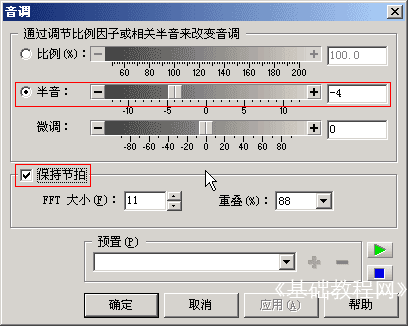 音调
通过调节比例因子或相关半音来改变音调
比例(%): 100.0
60 80 100 120 140 160 180 200
半音: -4
-10 -5 0 5 10
微调: 0
-80 -60 -40 -20 0 20 40 60 80
保持节拍
FFT 大小(F): 11 重叠(%): 88
预置(P)
确定 取消 应用(A) 帮助
《基础教程网》